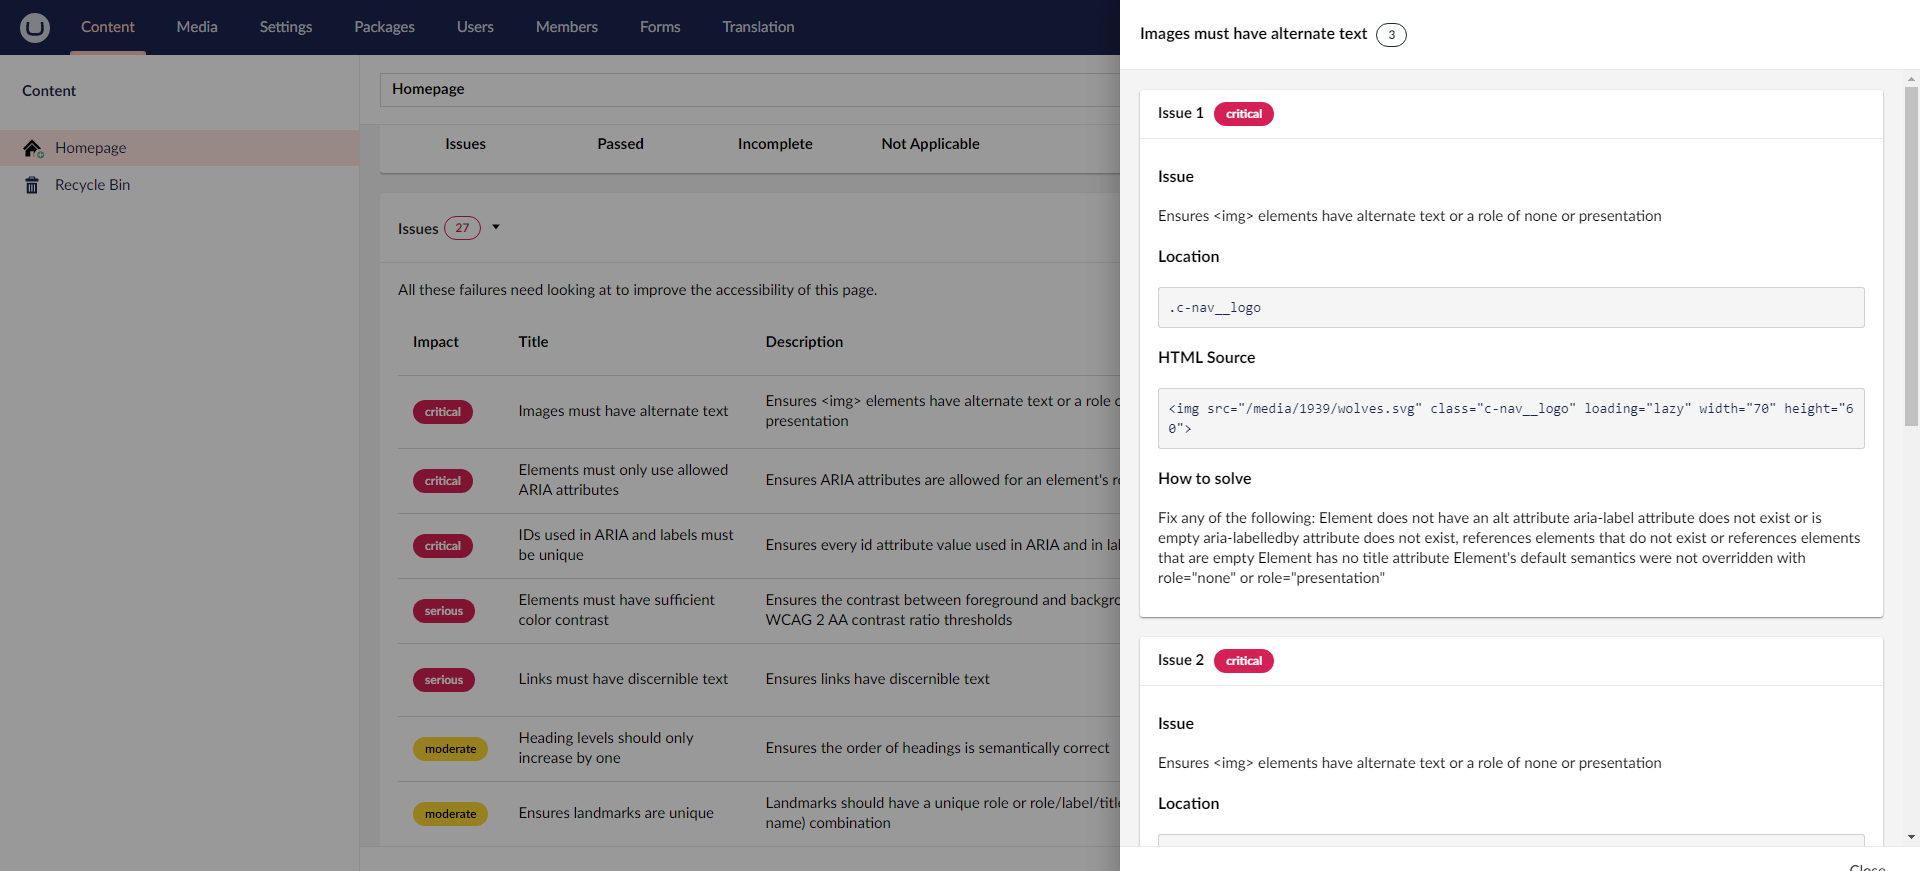 Content Media Settings Packages Users Members Forms Translation
Content
Homepage
Recycle Bin
Homepage
Issues Passed Incomplete Not Applicable
Issues 27
All these failures need looking at to improve the accessibility of this page.
Impact Title Description
critical Images must have alternate text Ensures <img> elements have alternate text or a role
presentation
critical Elements must only use allowed
ARIA attributes
Ensures ARIA attributes are allowed for an element's
critical IDs used in ARIA and labels must
be unique
Ensures every id attribute value used in ARIA and in
serious Elements must have sufficient
color contrast
Ensures the contrast between foreground and
WCAG 2 AA contrast ratio thresholds
serious Links must have discernible text Ensures links have discernible text
moderate Heading levels should only
increase by one
Ensures the order of headings is semantically correct
moderate Ensures landmarks are unique
Landmarks should have a unique role or
name) combination
Images must have alternate text 3
Issue 1 critical
Issue
Ensures <img> elements have alternate text or a role of none or presentation
Location
.c-nav__logo
HTML Source
<img src="/media/1939/wolves.svg" class="c-nav__logo" loading="lazy" width="70" height="6
0">
How to solve
Fix any of the following: Element does not have an alt attribute aria-label attribute does not exist or is
empty aria-labelledby attribute does not exist, references elements that do not exist or references elements
that are empty Element has no title attribute Element's default semantics were not overridden with
role="none" or role="presentation"
Issue 2 critical
Issue
Ensures <img> elements have alternate text or a role of none or presentation
Location
Close